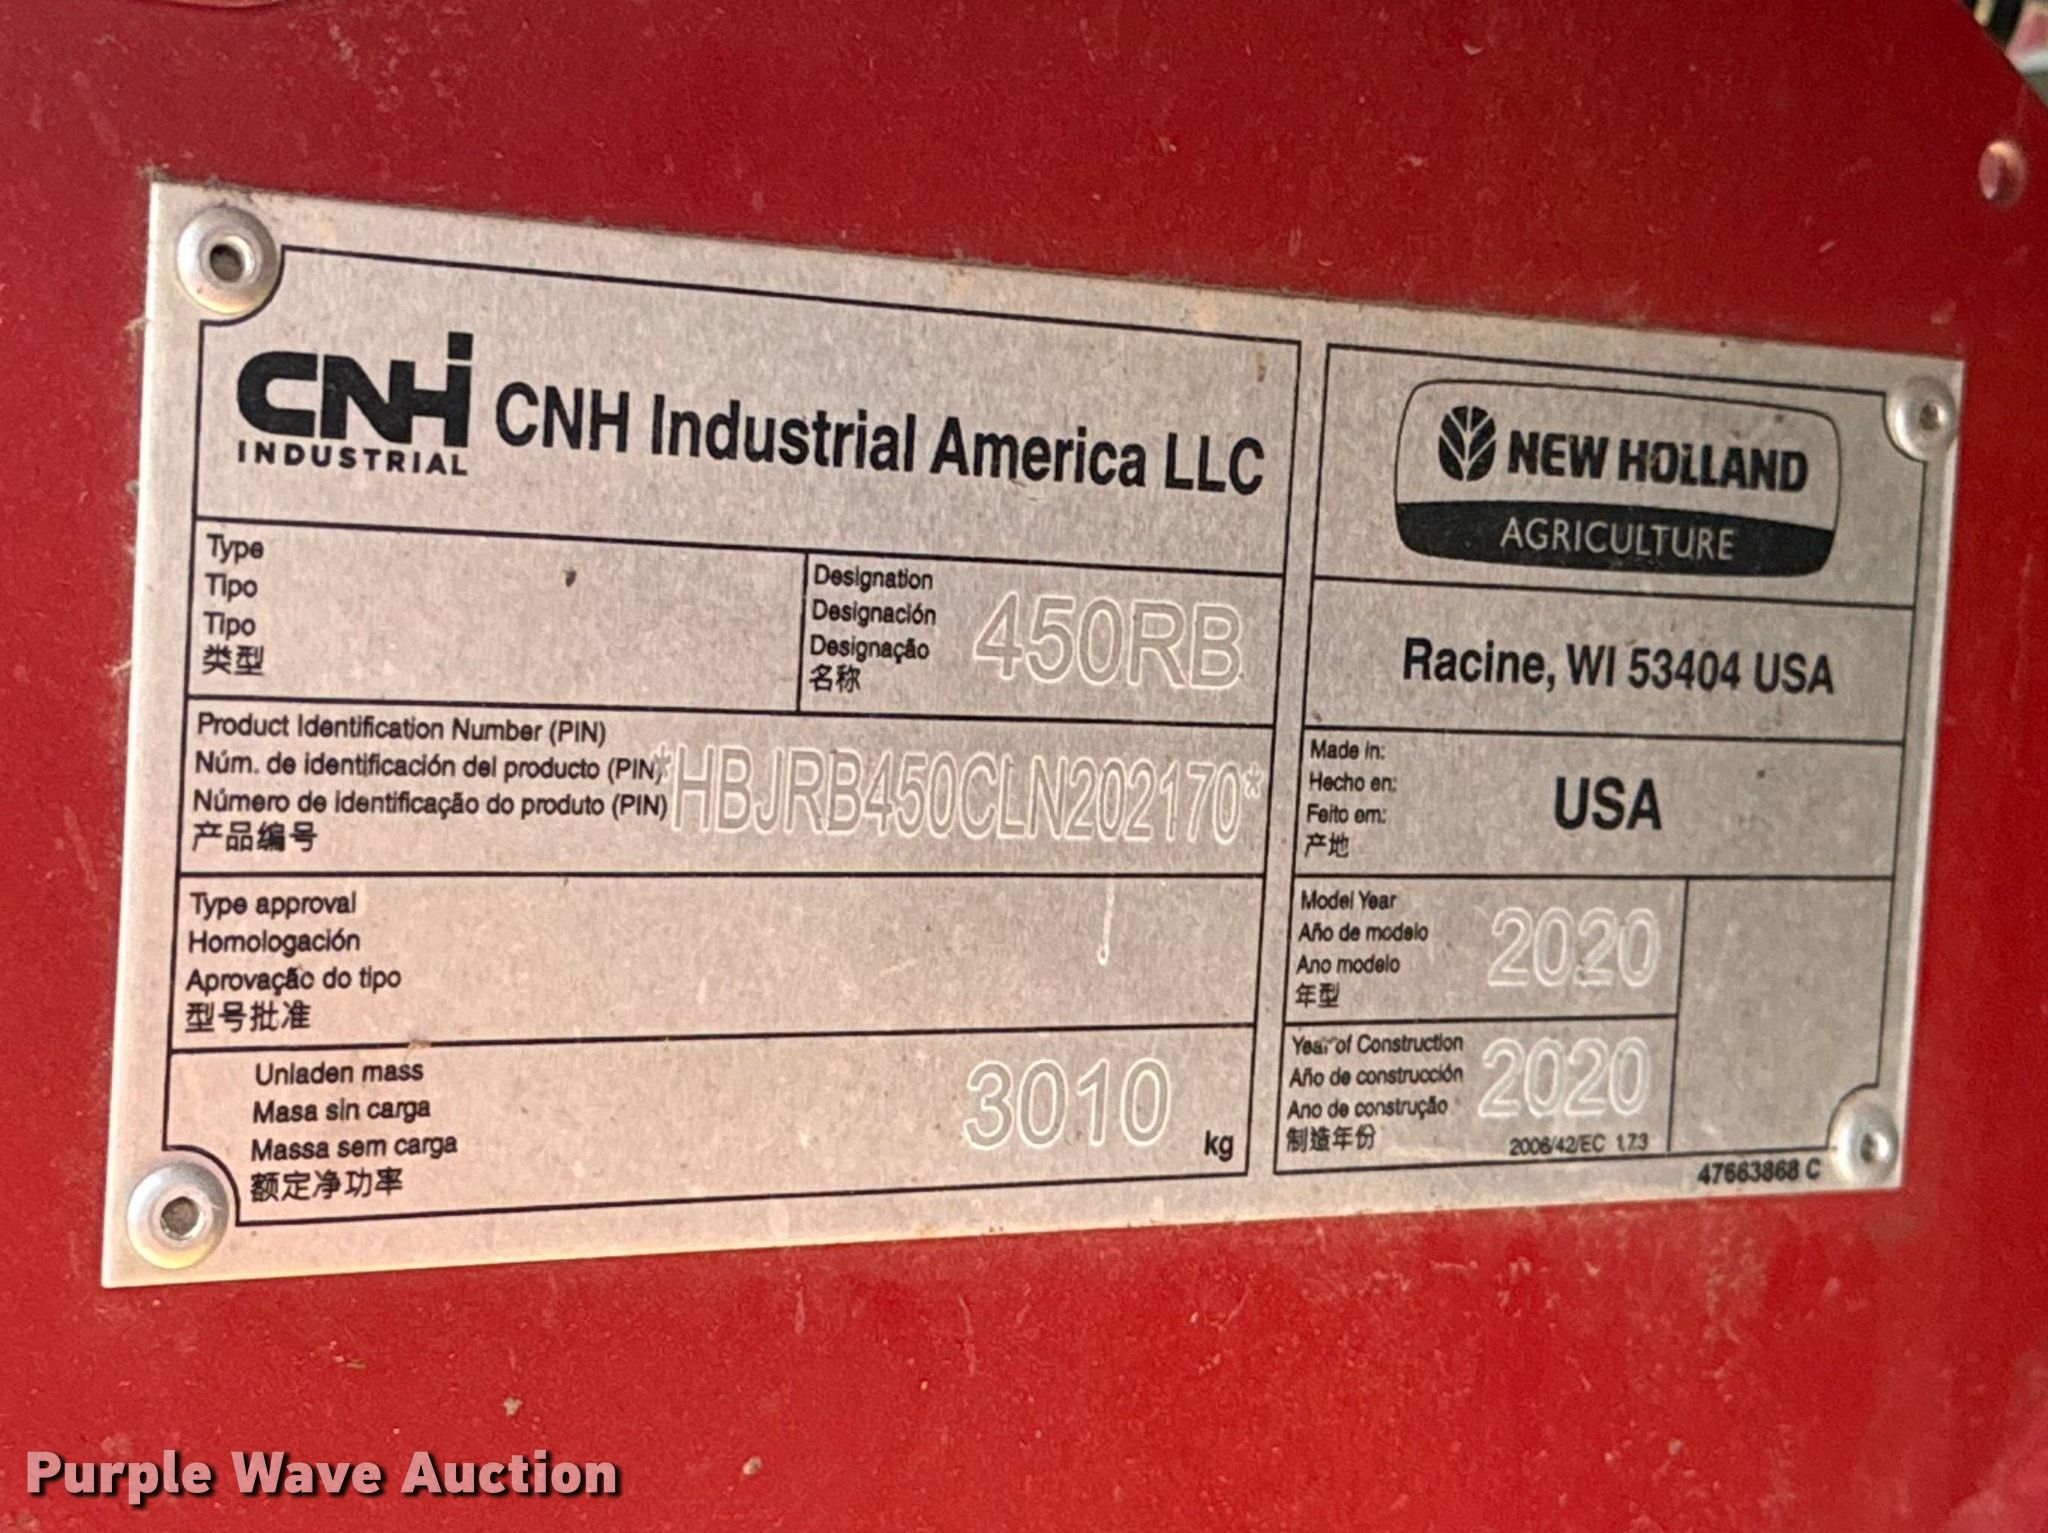 CNHi
INDUSTRIAL
CNH Industrial America LLC
Type
Tipo
Tipo
类型
Designation
Designación
Designação
名称
450RB
Product Identification Number (PIN)
Núm. de identificación del producto (PIN)
Número de identificação do produto (PIN)
产品编号
*HBJRB450CLN202170*
Type approval
Homologación
Aprovação do tipo
型号批准
Unladen mass
Masa sin carga
Massa sem carga
额定净功率
3010
kg
NEW HOLLAND
AGRICULTURE
Racine, WI 53404 USA
Made in:
Hecho en:
Feito em:
产地
USA
Model Year
Año de modelo
Ano modelo
年型
2020
Year of Construction
Año de construcción
Ano de construção
制造年份
2020
2006/42/EC 1.7.3
47663868 C
Purple Wave Auction